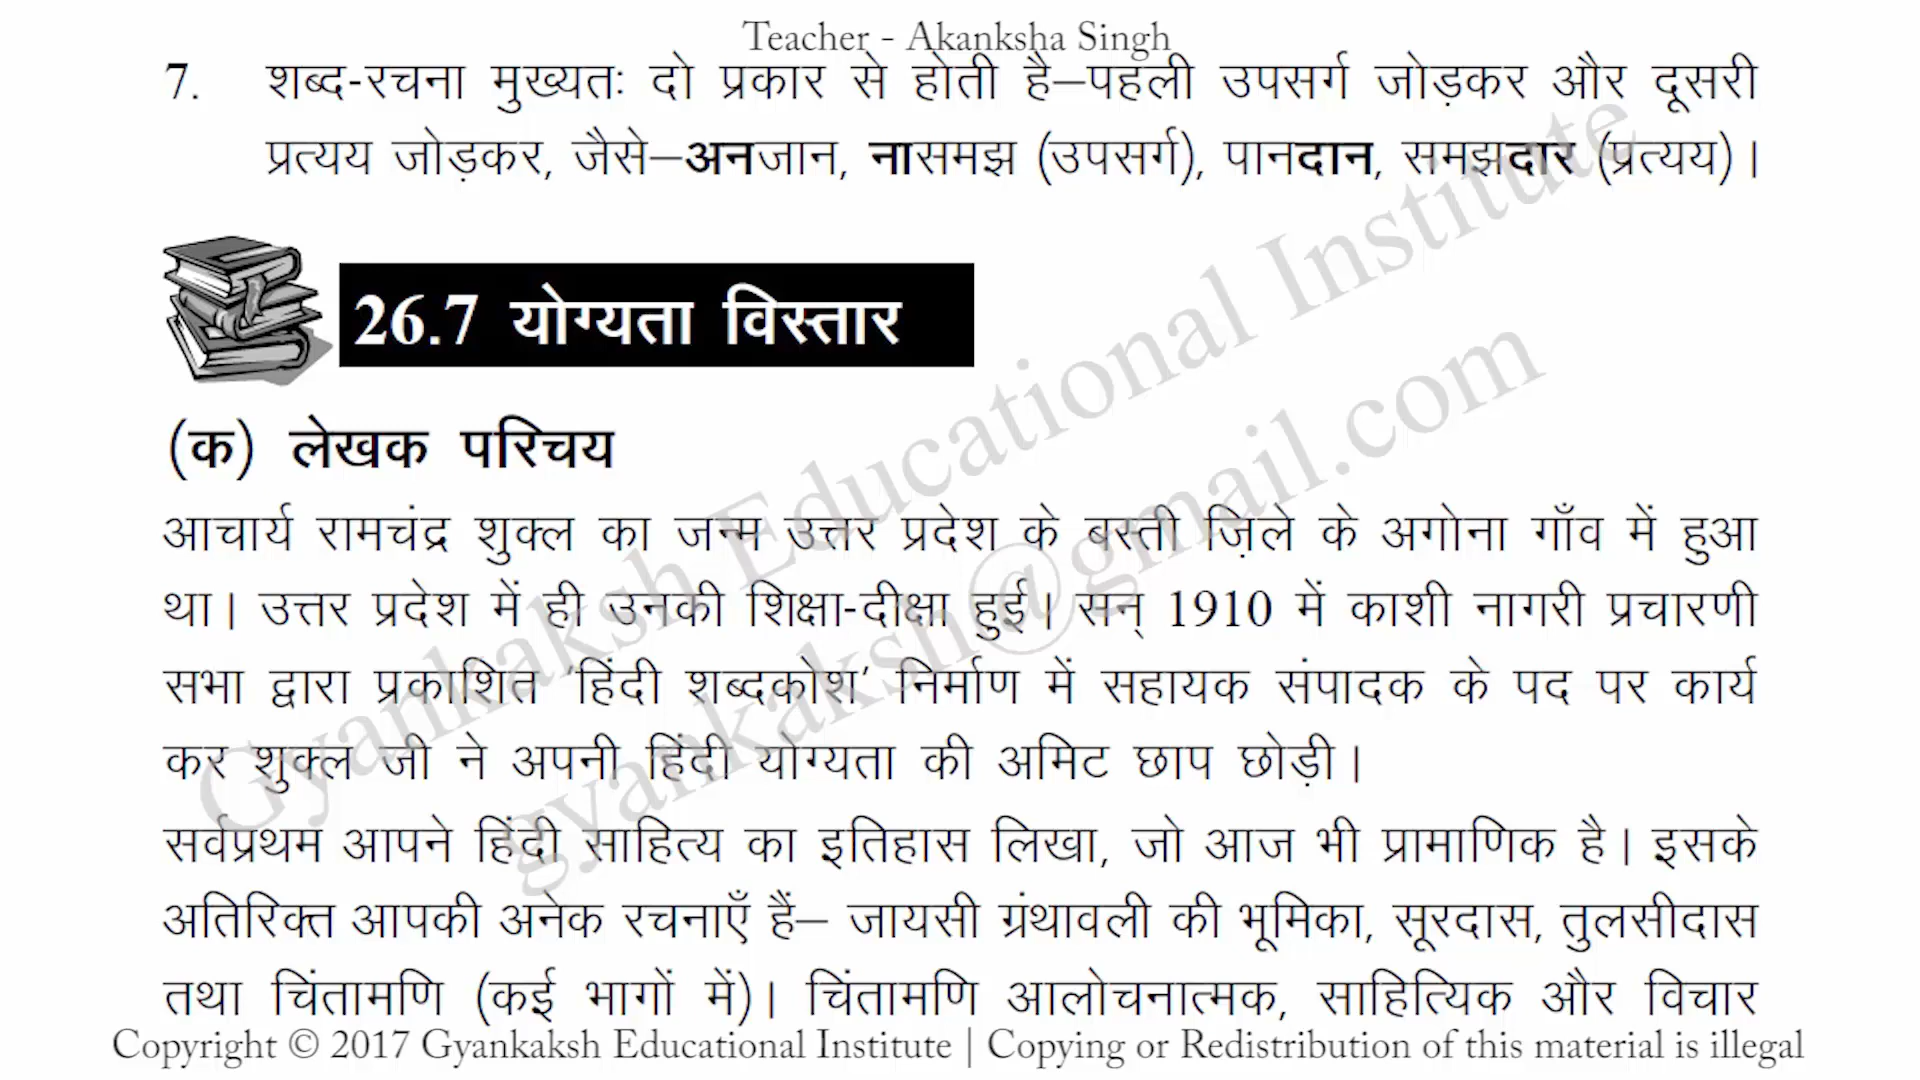 Teacher - Akanksha Singh
7. शब्द-रचना मुख्यतः दो प्रकार से होती है—पहली उपसर्ग जोड़कर और दूसरी
प्रत्यय जोड़कर, जैसे—अनजान, नासमझ (उपसर्ग), पानदान, समझदार (प्रत्यय)।
26.7 योग्यता विस्तार
(क) लेखक परिचय
आचार्य रामचंद्र शुक्ल का जन्म उत्तर प्रदेश के बस्ती ज़िले के अगोना गाँव में हुआ
था। उत्तर प्रदेश में ही उनकी शिक्षा-दीक्षा हुई। सन् 1910 में काशी नागरी प्रचारणी
सभा द्वारा प्रकाशित ‘हिंदी शब्दकोश’ निर्माण में सहायक संपादक के पद पर कार्य
कर शुक्ल जी ने अपनी हिंदी योग्यता की अमिट छाप छोड़ी।
सर्वप्रथम आपने हिंदी साहित्य का इतिहास लिखा, जो आज भी प्रामाणिक है। इसके
अतिरिक्त आपकी अनेक रचनाएँ हैं— जायसी ग्रंथावली की भूमिका, सूरदास, तुलसीदास
तथा चिंतामणि (कई भागों में)। चिंतामणि आलोचनात्मक, साहित्यिक और विचार
Gyankaksh Educational Institute
gyankaksh@gmail.com
Copyright © 2017 Gyankaksh Educational Institute | Copying or Redistribution of this material is illegal